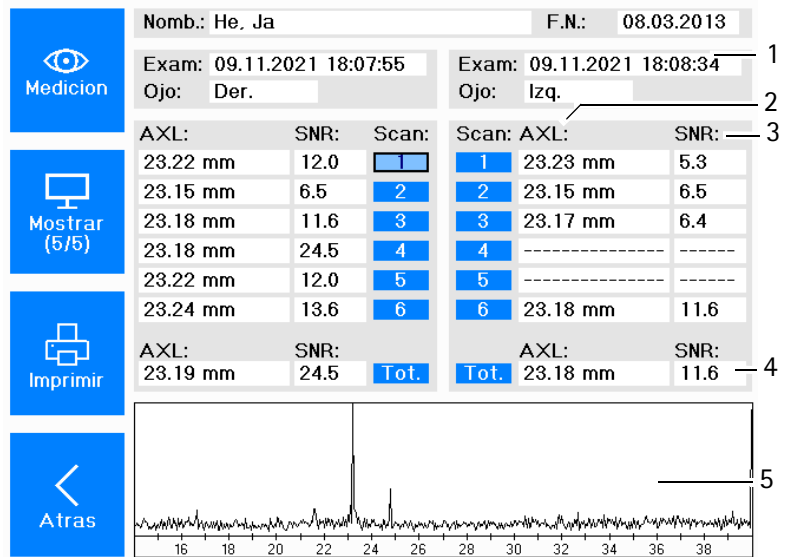 Nomb.: He, Ja F.N.: 08.03.2013
Medicion
Exam: 09.11.2021 18:07:55
Ojo: Der.
Exam: 09.11.2021 18:08:34 1
Ojo: Izq.
2
AXL: SNR: Scan: Scan: AXL: SNR: 3
23.22 mm 12.0 1 1 23.23 mm 5.3
23.15 mm 6.5 2 2 23.15 mm 6.5
23.18 mm 11.6 3 3 23.17 mm 6.4
23.18 mm 24.5 4 4 --------------- ------
23.22 mm 12.0 5 5 --------------- ------
23.24 mm 13.6 6 6 23.18 mm 11.6
Mostrar
(5/5)
Imprimir
AXL: SNR: AXL: SNR:
23.19 mm 24.5 Tot. Tot. 23.18 mm 11.6 4
5
Atras
16 18 20 22 24 26 28 30 32 34 36 38